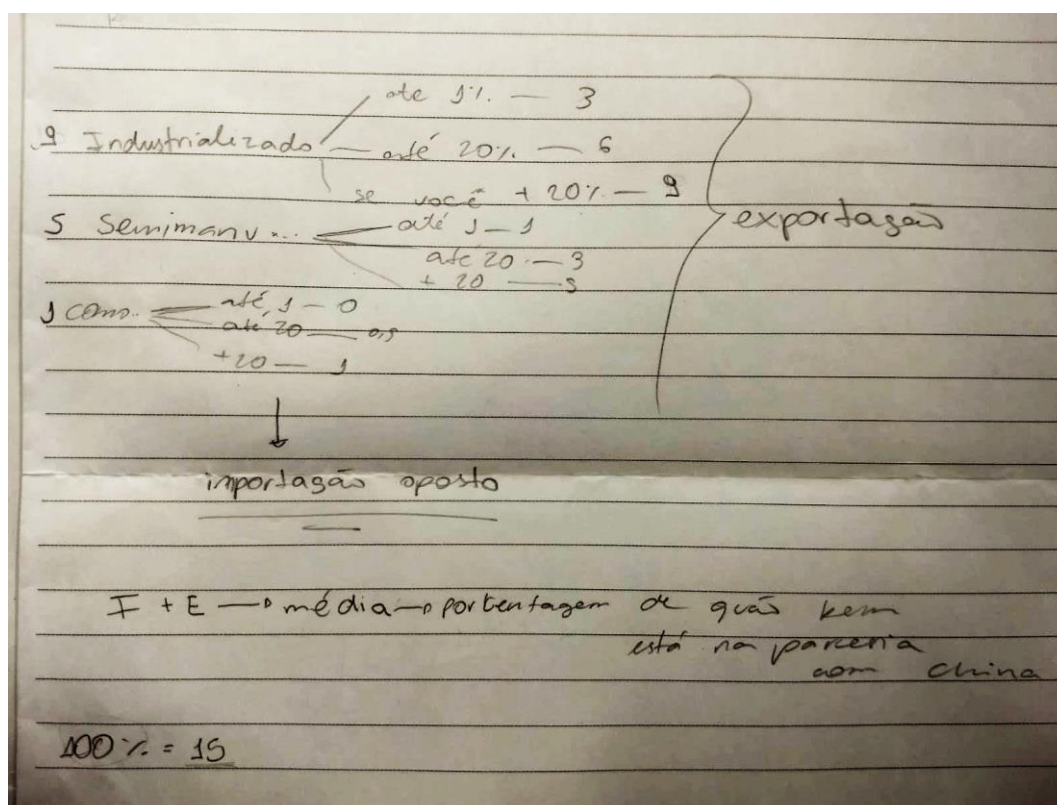 até 1% — 3
9 Industrializado — até 20% — 6
se você + 20% — 9
exportação
5 Semimanu... — até 1 — 1
até 20 — 3
+ 20 — 5
1 Como.. — até 1 — 0
até 20 — 0,5
+20 — 1
importação oposto
I + E → média → porcentagem de quão bem
está na parceria
com China
100% = 15